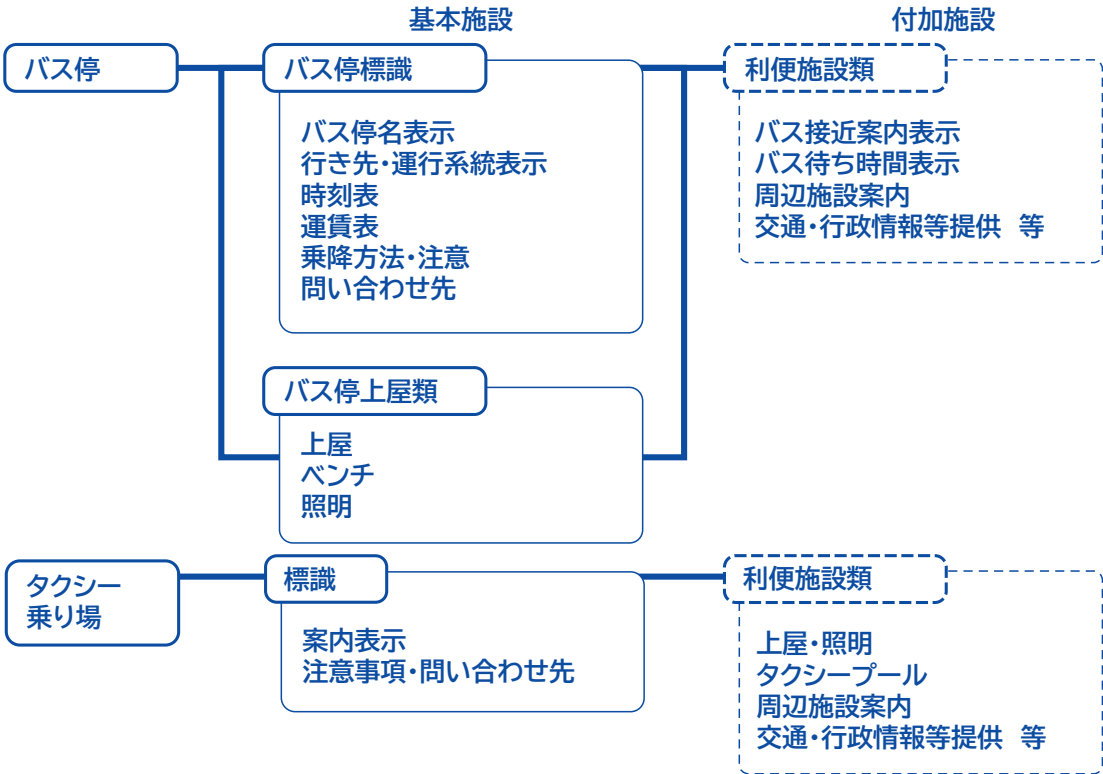 基本施設
付加施設
バス停
バス停標識
バス停名表示
行き先・運行系統表示
時刻表
運賃表
乗降方法・注意
問い合わせ先
利便施設類
バス接近案内表示
バス待ち時間表示
周辺施設案内
交通・行政情報等提供　等
バス停上屋類
上屋
ベンチ
照明
タクシー
乗り場
標識
案内表示
注意事項・問い合わせ先
利便施設類
上屋・照明
タクシープール
周辺施設案内
交通・行政情報等提供　等